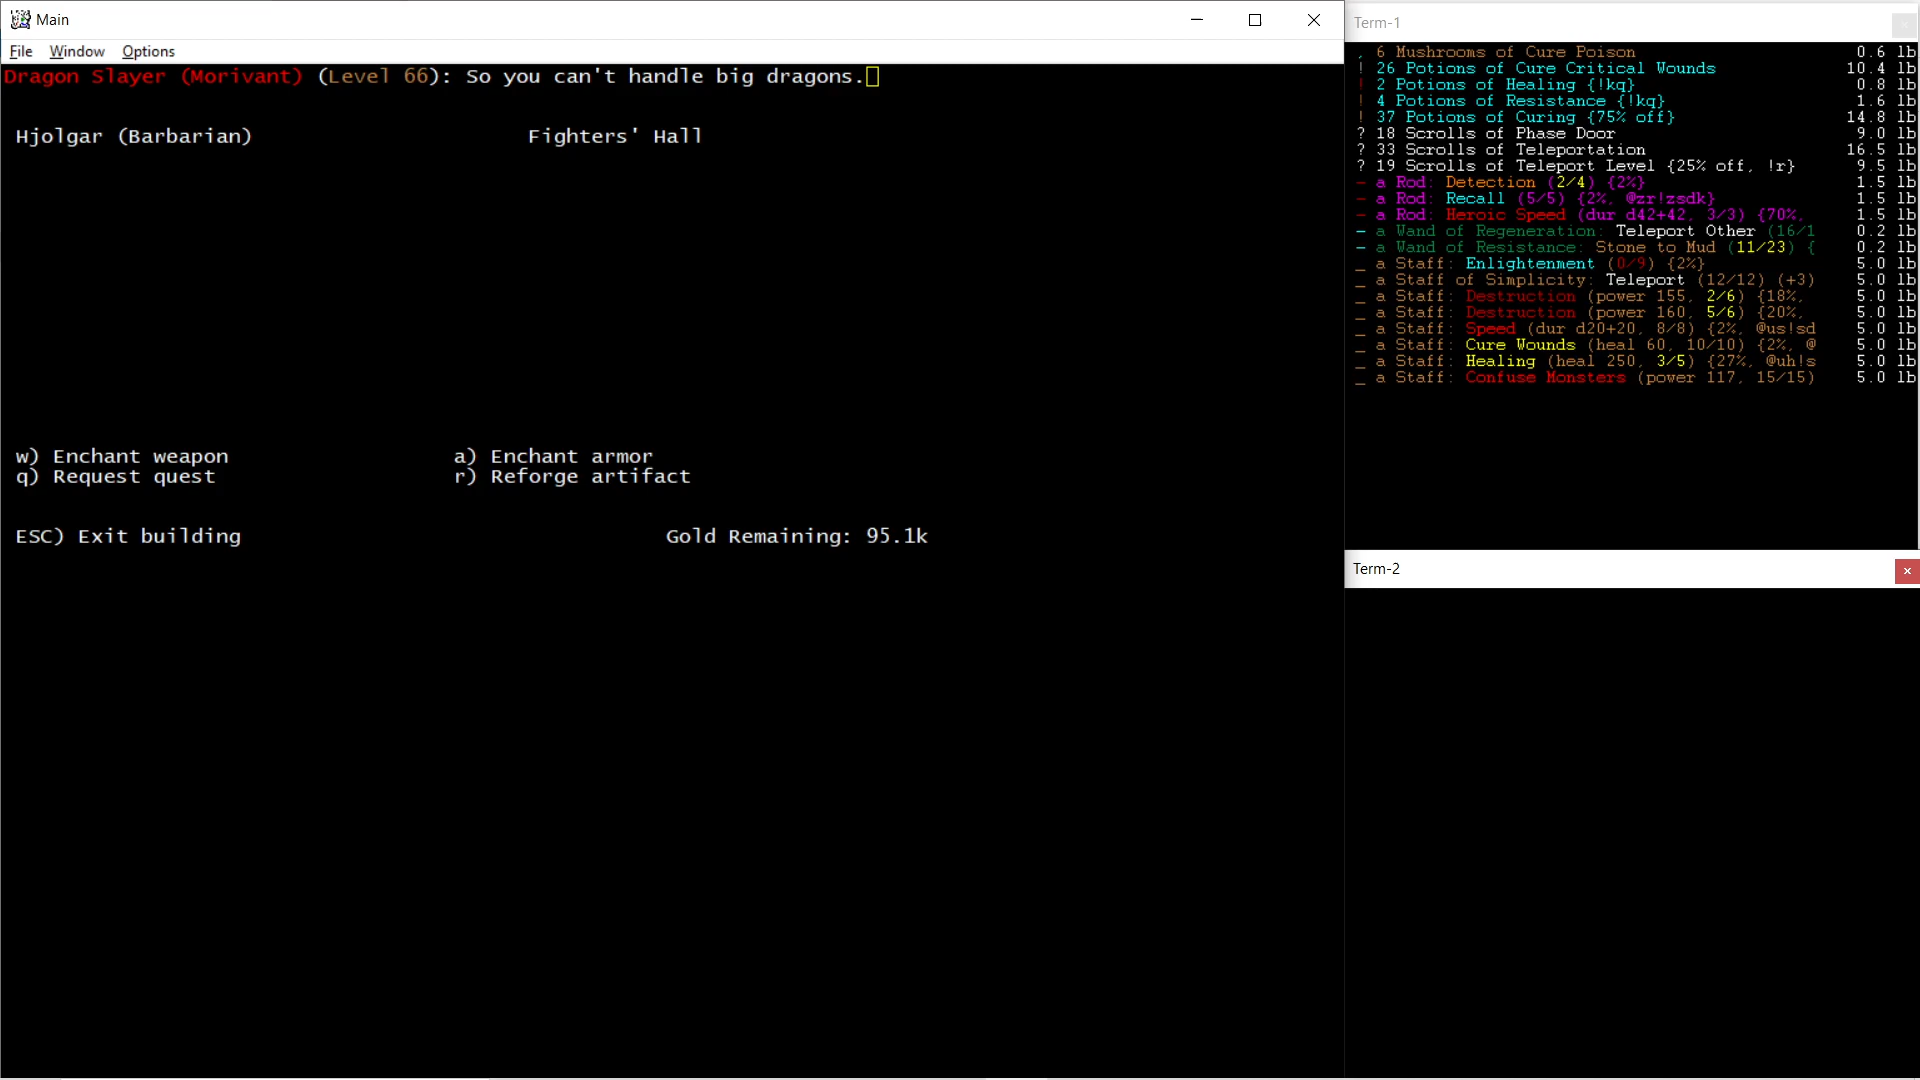 Main
File Window Options
Dragon Slayer (Morivant) (Level 66): So you can't handle big dragons.
Hjolgar (Barbarian) Fighters' Hall
w) Enchant weapon a) Enchant armor
q) Request quest r) Reforge artifact
ESC) Exit building Gold Remaining: 95.1k
Term-1
, 6 Mushrooms of Cure Poison 0.6 lb
! 26 Potions of Cure Critical Wounds 10.4 lb
! 2 Potions of Healing {!kq} 0.8 lb
! 4 Potions of Resistance {!kq} 1.6 lb
! 37 Potions of Curing {75% off} 14.8 lb
? 18 Scrolls of Phase Door 9.0 lb
? 33 Scrolls of Teleportation 16.5 lb
? 19 Scrolls of Teleport Level {25% off, !r} 9.5 lb
- a Rod: Detection (2/4) {2%} 1.5 lb
- a Rod: Recall (5/5) {2%, @zr!zsdk} 1.5 lb
- a Rod: Heroic Speed (dur d42+42, 3/3) {70%, 1.5 lb
- a Wand of Regeneration: Teleport Other (16/1 0.2 lb
- a Wand of Resistance: Stone to Mud (11/23) { 0.2 lb
_ a Staff: Enlightenment (0/9) {2%} 5.0 lb
_ a Staff of Simplicity: Teleport (12/12) (+3) 5.0 lb
_ a Staff: Destruction (power 155, 2/6) {18%, 5.0 lb
_ a Staff: Destruction (power 160, 5/6) {20%, 5.0 lb
_ a Staff: Speed (dur d20+20, 8/8) {2%, @us!sd 5.0 lb
_ a Staff: Cure Wounds (heal 60, 10/10) {2%, @ 5.0 lb
_ a Staff: Healing (heal 250, 3/5) {27%, @uh!s 5.0 lb
_ a Staff: Confuse Monsters (power 117, 15/15) 5.0 lb
Term-2